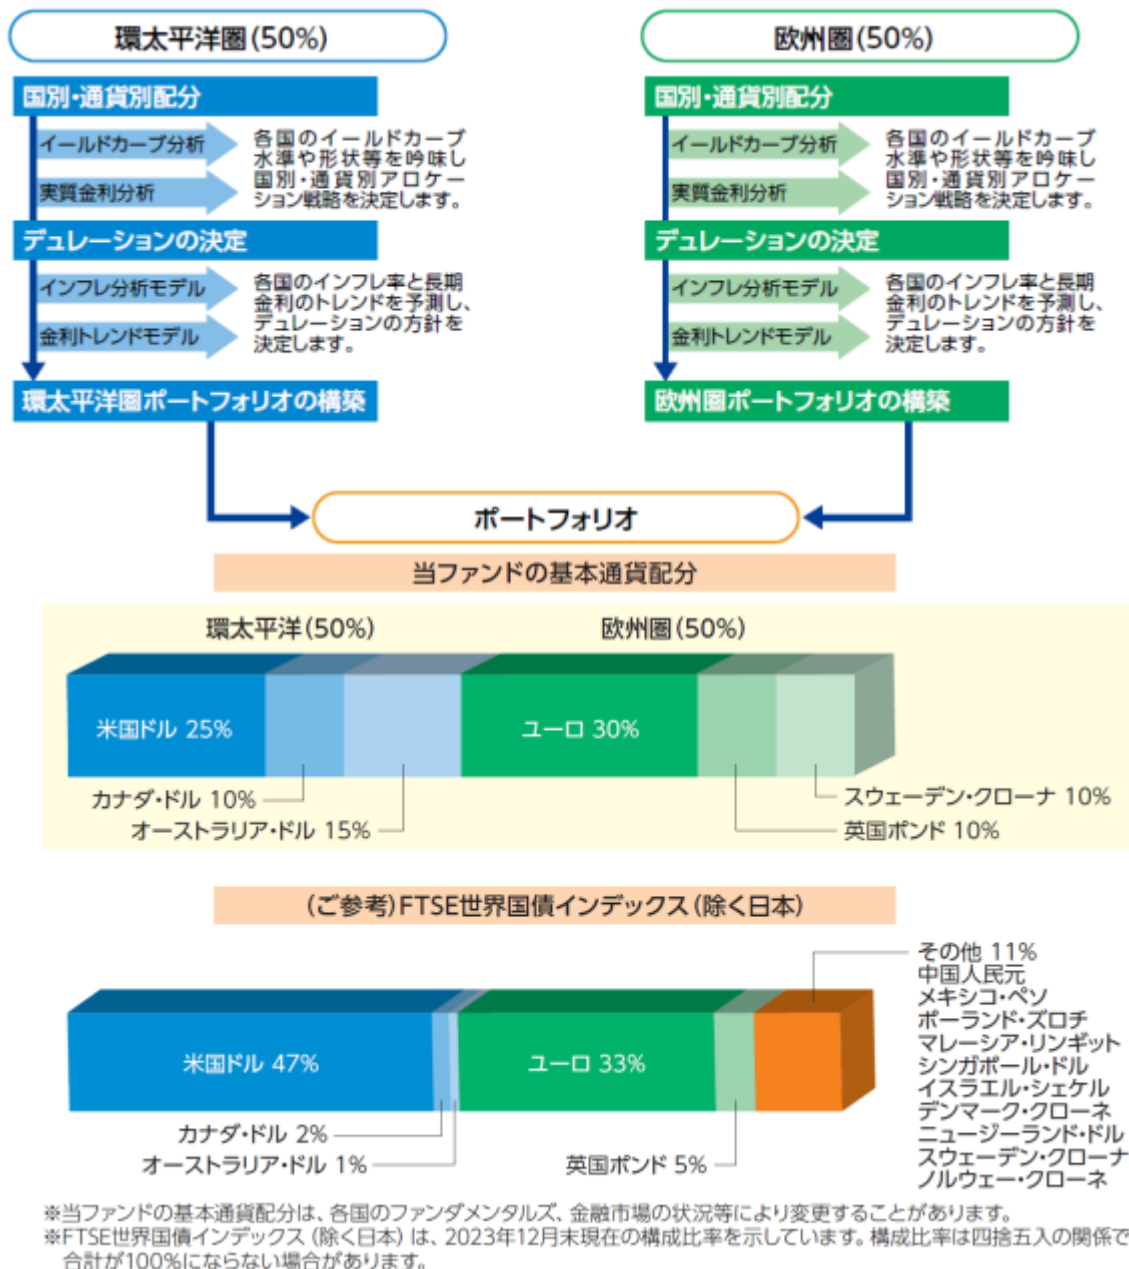 環太平洋圏(50%)
国別・通貨別配分
イールドカーブ分析
実質金利分析
各国のイールドカーブ
水準や形状等を吟味し
国別・通貨別アロケー
ション戦略を決定します。
デュレーションの決定
インフレ分析モデル
金利トレンドモデル
各国のインフレ率と長期
金利のトレンドを予測し、
デュレーションの方針を
決定します。
環太平洋圏ポートフォリオの構築
欧州圏(50%)
国別・通貨別配分
イールドカーブ分析
実質金利分析
各国のイールドカーブ
水準や形状等を吟味し
国別・通貨別アロケー
ション戦略を決定します。
デュレーションの決定
インフレ分析モデル
金利トレンドモデル
各国のインフレ率と長期
金利のトレンドを予測し、
デュレーションの方針を
決定します。
欧州圏ポートフォリオの構築
ポートフォリオ
当ファンドの基本通貨配分
環太平洋(50%)
欧州圏(50%)
米国ドル 25%
ユーロ 30%
カナダ・ドル 10%
オーストラリア・ドル 15%
スウェーデン・クローナ 10%
英国ポンド 10%
(ご参考)FTSE世界国債インデックス(除く日本)
米国ドル 47%
ユーロ 33%
カナダ・ドル 2%
オーストラリア・ドル 1%
英国ポンド 5%
その他 11%
中国人民元
メキシコ・ペソ
ポーランド・ズロチ
マレーシア・リンギット
シンガポール・ドル
イスラエル・シェケル
デンマーク・クローネ
ニュージーランド・ドル
スウェーデン・クローナ
ノルウェー・クローネ
※当ファンドの基本通貨配分は、各国のファンダメンタルズ、金融市場の状況等により変更することがあります。
※FTSE世界国債インデックス(除く日本)は、2023年12月末現在の構成比率を示しています。構成比率は四捨五入の関係で
合計が100%にならない場合があります。